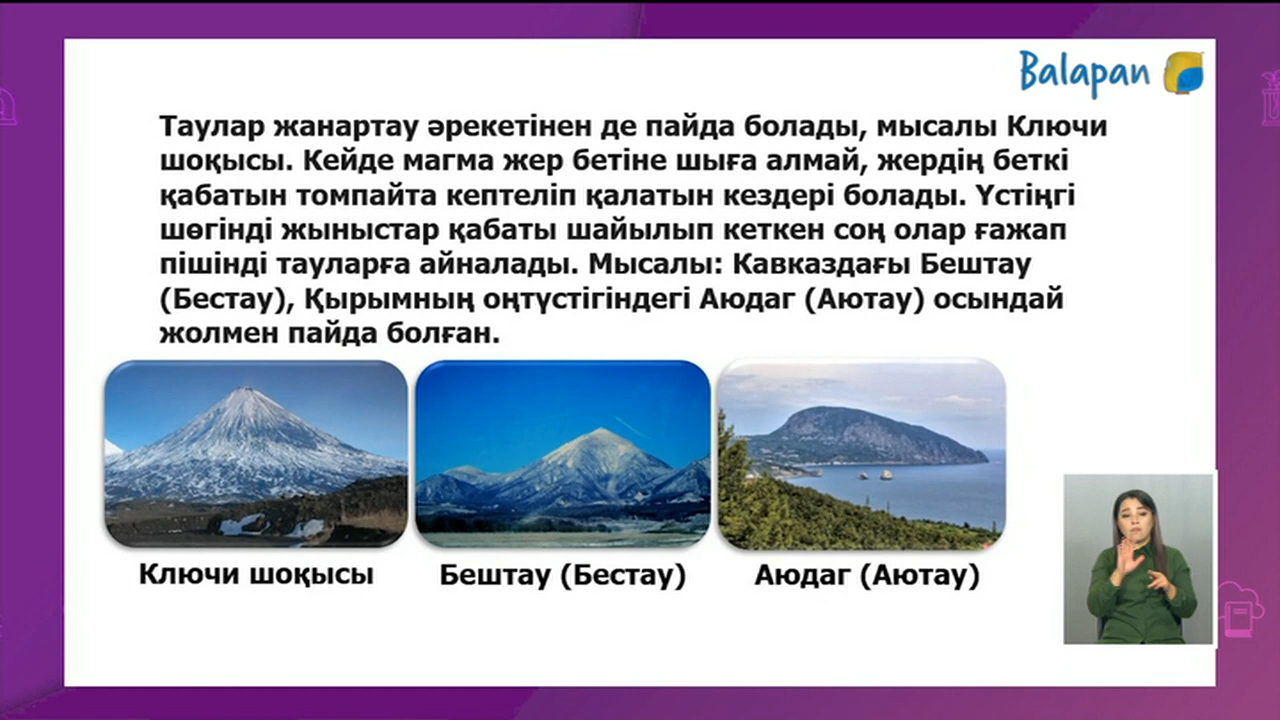 Balapan
Таулар жанартау әрекетінен де пайда болады, мысалы Ключи
шоқысы. Кейде магма жер бетіне шыға алмай, жердің беткі
қабатын томпайта кептеліп қалатын кездері болады. Үстіңгі
шөгінді жыныстар қабаты шайылып кеткен соң олар ғажап
пішінді тауларға айналады. Мысалы: Кавказдағы Бештау
(Бестау), Қырымның оңтүстігіндегі Аюдаг (Аютау) осындай
жолмен пайда болған.
Ключи шоқысы
Бештау (Бестау)
Аюдаг (Аютау)